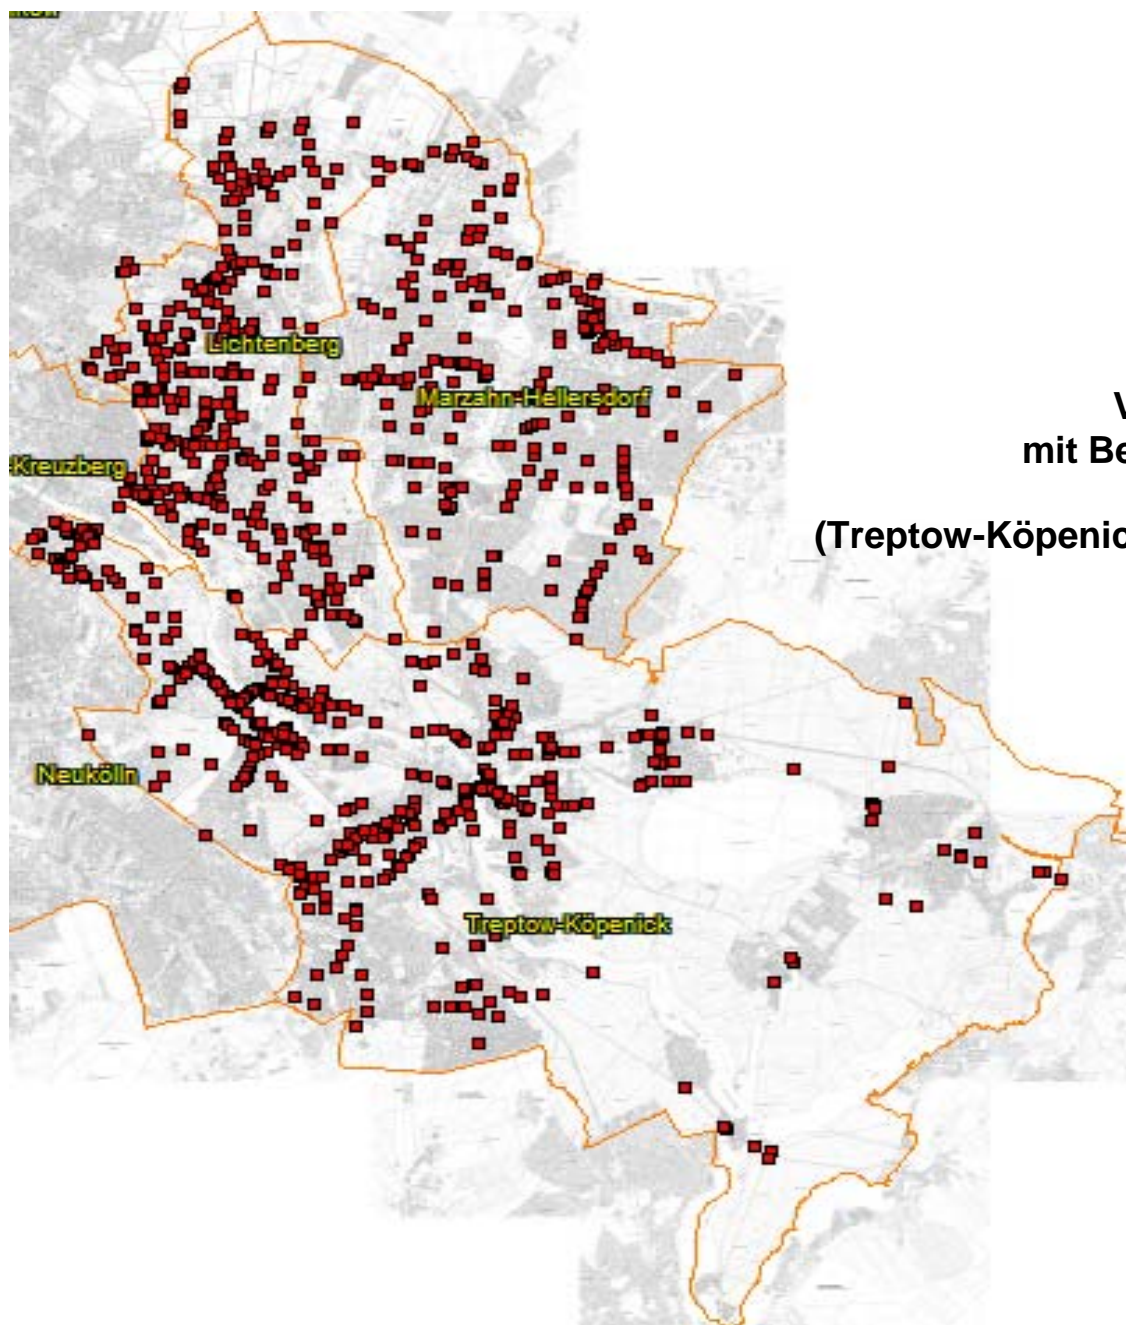 Lichtenberg
Marzahn-Hellersdorf
V
-Kreuzberg
mit Be
(Treptow-Köpenic
Neukölln
Treptow-Köpenick